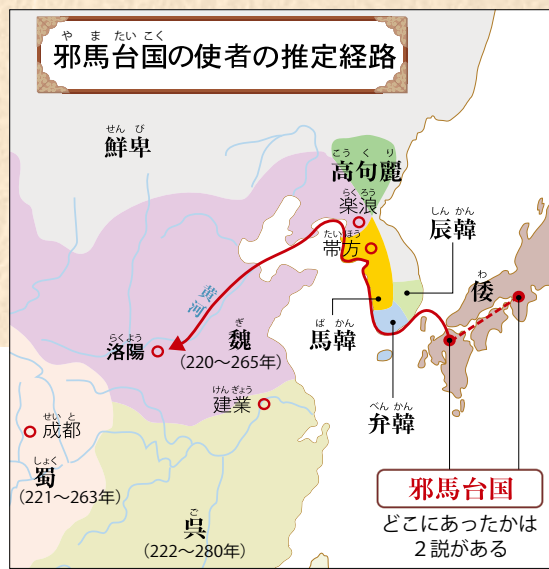 や ま たい こく
邪馬台国の使者の推定経路
せん ぴ
鮮卑
こう く り
高句麗
らく ろう
楽浪
たい ほう
帯方
しん かん
辰韓
わ
倭
黄河
ぎ
魏
(220〜265年)
らく よう
洛陽
ば かん
馬韓
けん ぎょう
建業
べん かん
弁韓
せい と
成都
しょく
蜀
(221〜263年)
ご
呉
(222〜280年)
邪馬台国
どこにあったかは
2説がある